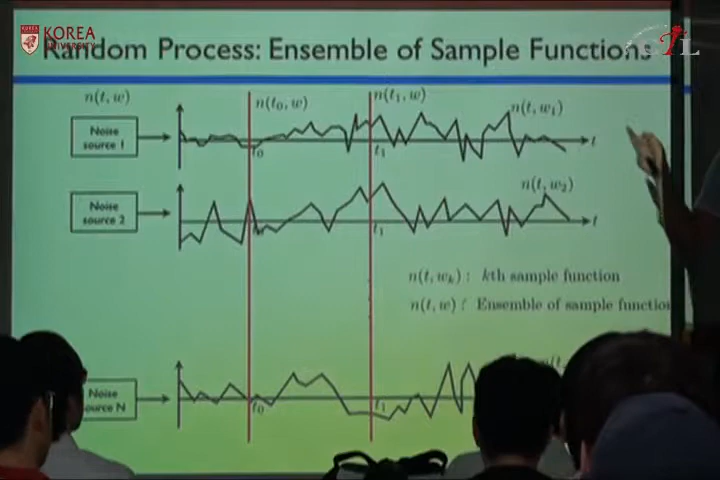 KOREA
UNIVERSITY
Random Process: Ensemble of Sample Functions
n(t, w)
n(t₀, w)
n(t₁, w)
n(t, w₁)
Noise
source 1
t₀
t₁
t
n(t, w₂)
Noise
source 2
t₁
t
n(t, wₖ) : kth sample function
n(t, w) : Ensemble of sample function
Noise
source N
t₀
t₁